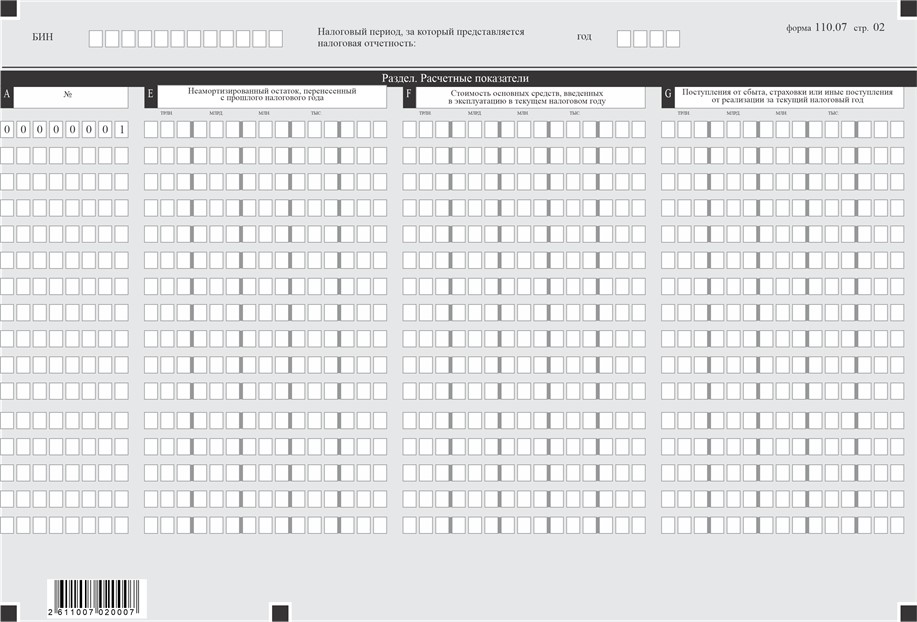 БИН
Налоговый период, за который представляется
налоговая отчетность:
год
форма 110.07 стр. 02
Раздел. Расчетные показатели
A
№
E
Неамортизированный остаток, перенесенный
с прошлого налогового года
F
Стоимость основных средств, введенных
в эксплуатацию в текущем налоговом году
G
Поступления от сбыта, страховки или иные поступления
от реализации за текущий налоговый год
ТРЛН МЛРД МЛН ТЫС ТРЛН МЛРД МЛН ТЫС ТРЛН МЛРД МЛН ТЫС
0 0 0 0 0 0 0 1
2 611007 020007